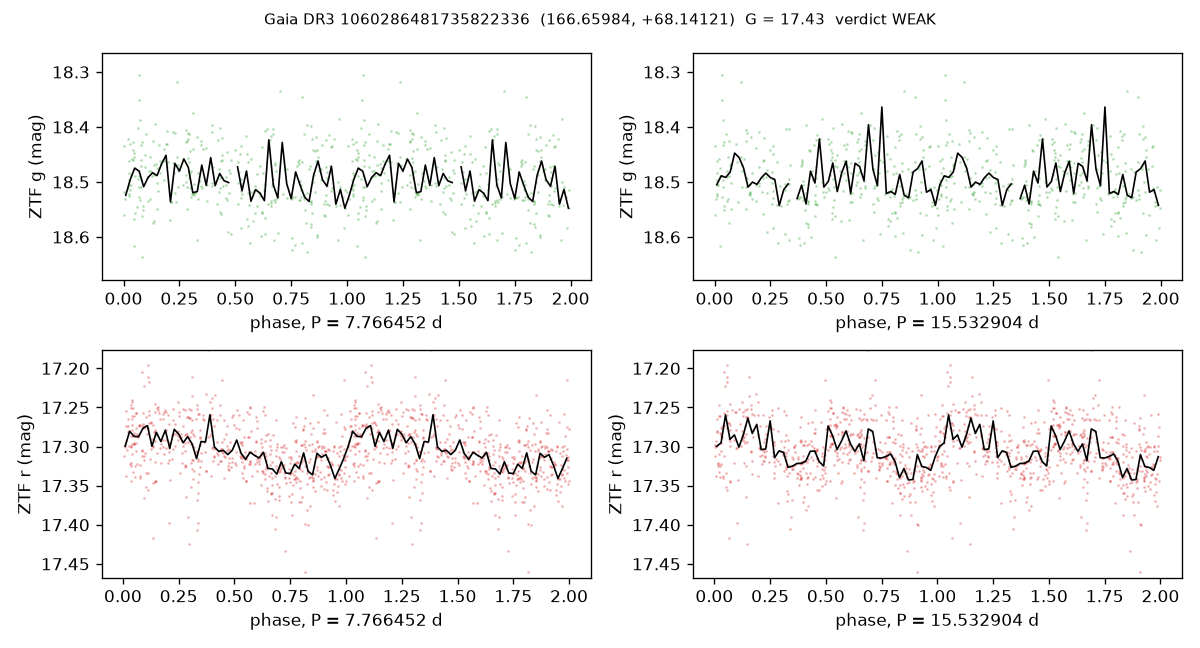 Gaia DR3 1060286481735822336 (166.65984, +68.14121) G = 17.43 verdict WEAK
ZTF g (mag)
18.3
18.4
18.5
18.6
0.00 0.25 0.50 0.75 1.00 1.25 1.50 1.75 2.00
phase, P = 7.766452 d
ZTF g (mag)
18.3
18.4
18.5
18.6
0.00 0.25 0.50 0.75 1.00 1.25 1.50 1.75 2.00
phase, P = 15.532904 d
ZTF r (mag)
17.20
17.25
17.30
17.35
17.40
17.45
0.00 0.25 0.50 0.75 1.00 1.25 1.50 1.75 2.00
phase, P = 7.766452 d
ZTF r (mag)
17.20
17.25
17.30
17.35
17.40
17.45
0.00 0.25 0.50 0.75 1.00 1.25 1.50 1.75 2.00
phase, P = 15.532904 d